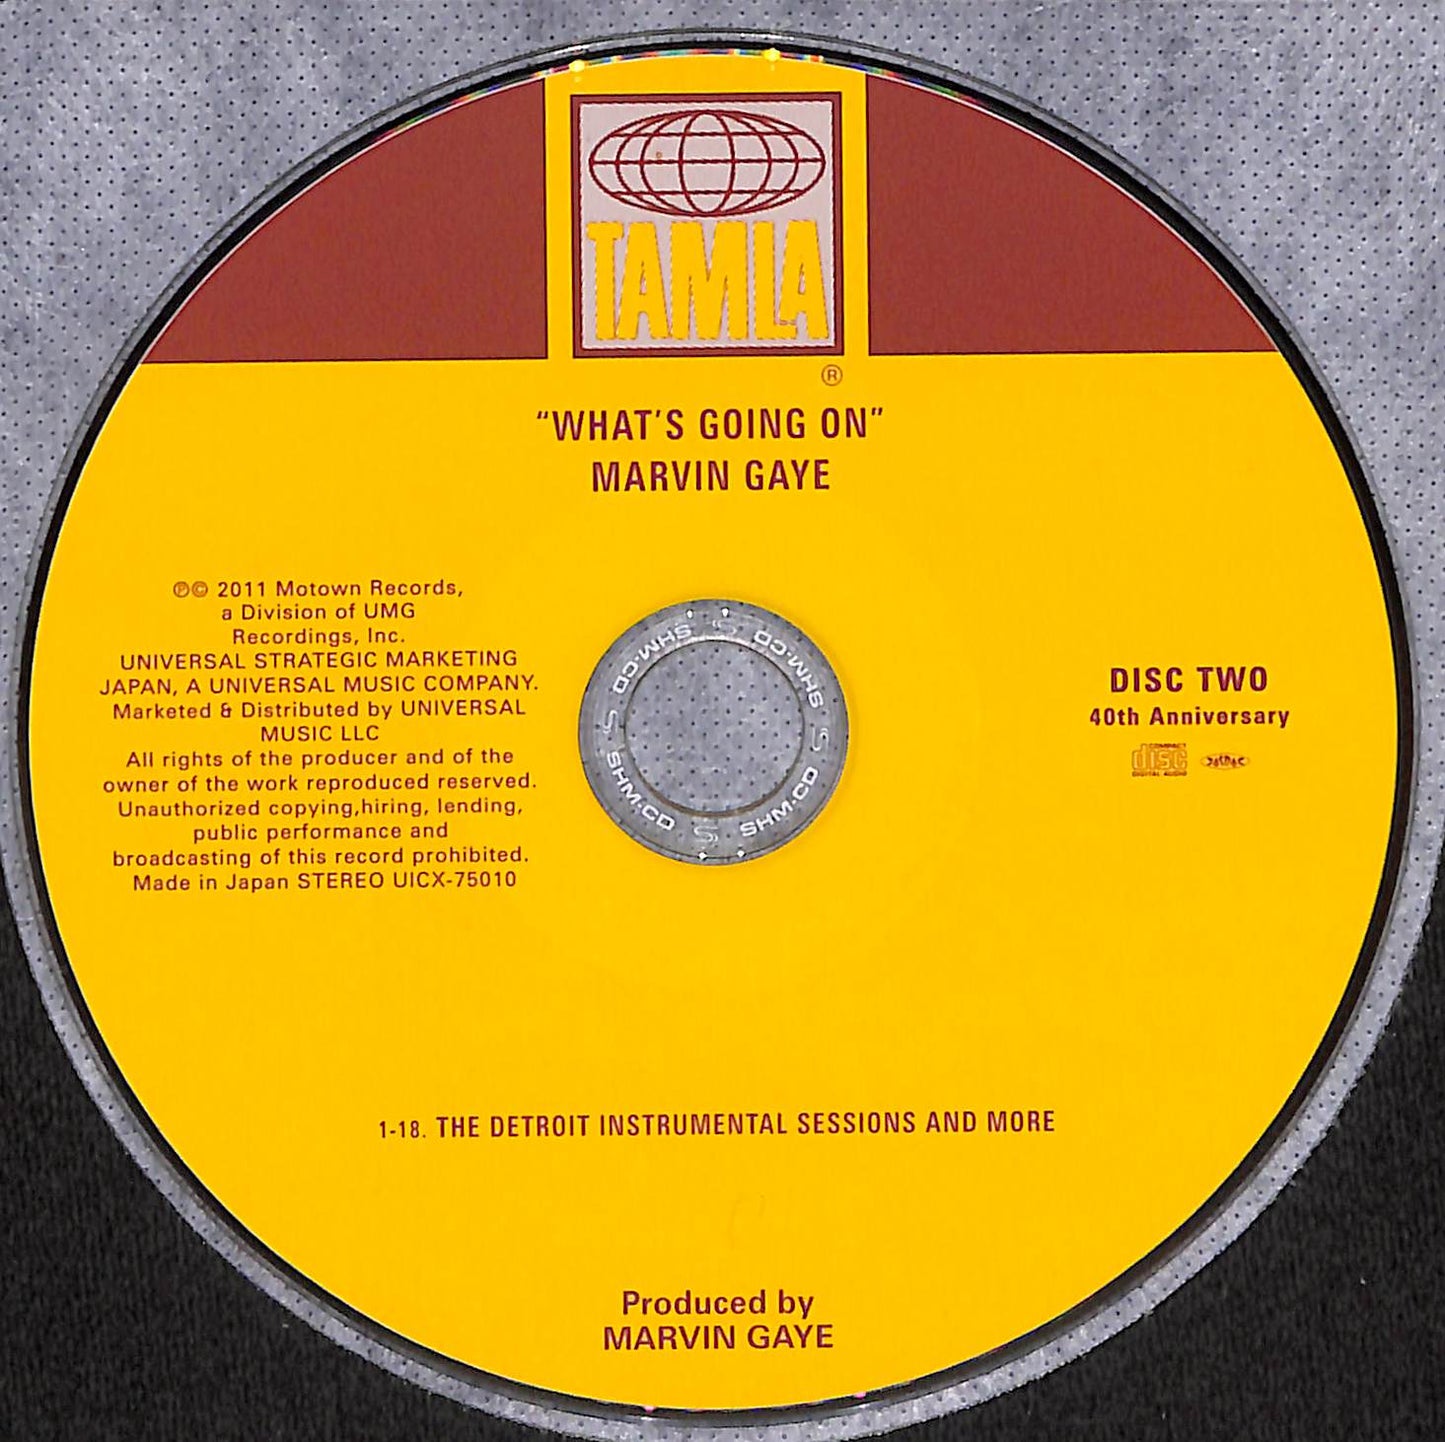 TAMLA
®
“WHAT'S GOING ON”
MARVIN GAYE
℗© 2011 Motown Records,
a Division of UMG
Recordings, Inc.
UNIVERSAL STRATEGIC MARKETING
JAPAN, A UNIVERSAL MUSIC COMPANY.
Marketed & Distributed by UNIVERSAL
MUSIC LLC
All rights of the producer and of the
owner of the work reproduced reserved.
Unauthorized copying,hiring, lending,
public performance and
broadcasting of this record prohibited.
Made in Japan STEREO UICX-75010
SHM-CD
SHM-CD
SHM-CD
SHM-CD
DISC TWO
40th Anniversary
COMPACT
disc
DIGITAL AUDIO
1-18. THE DETROIT INSTRUMENTAL SESSIONS AND MORE
Produced by
MARVIN GAYE